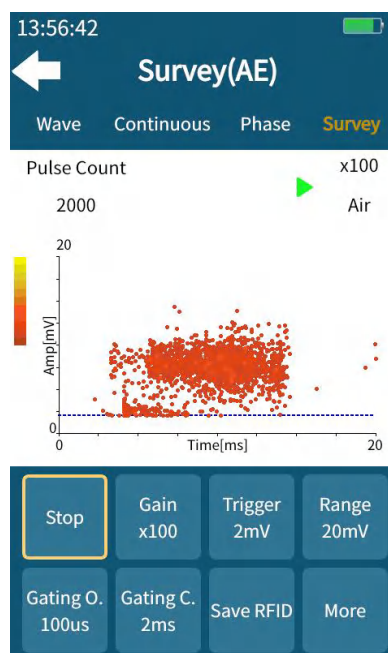 13:56:42
Survey(AE)
Wave Continuous Phase Survey
Pulse Count x100
2000 Air
20
Amp[mV]
0
0 Time[ms] 20
Stop
Gain
x100
Trigger
2mV
Range
20mV
Gating O.
100us
Gating C.
2ms
Save RFID
More